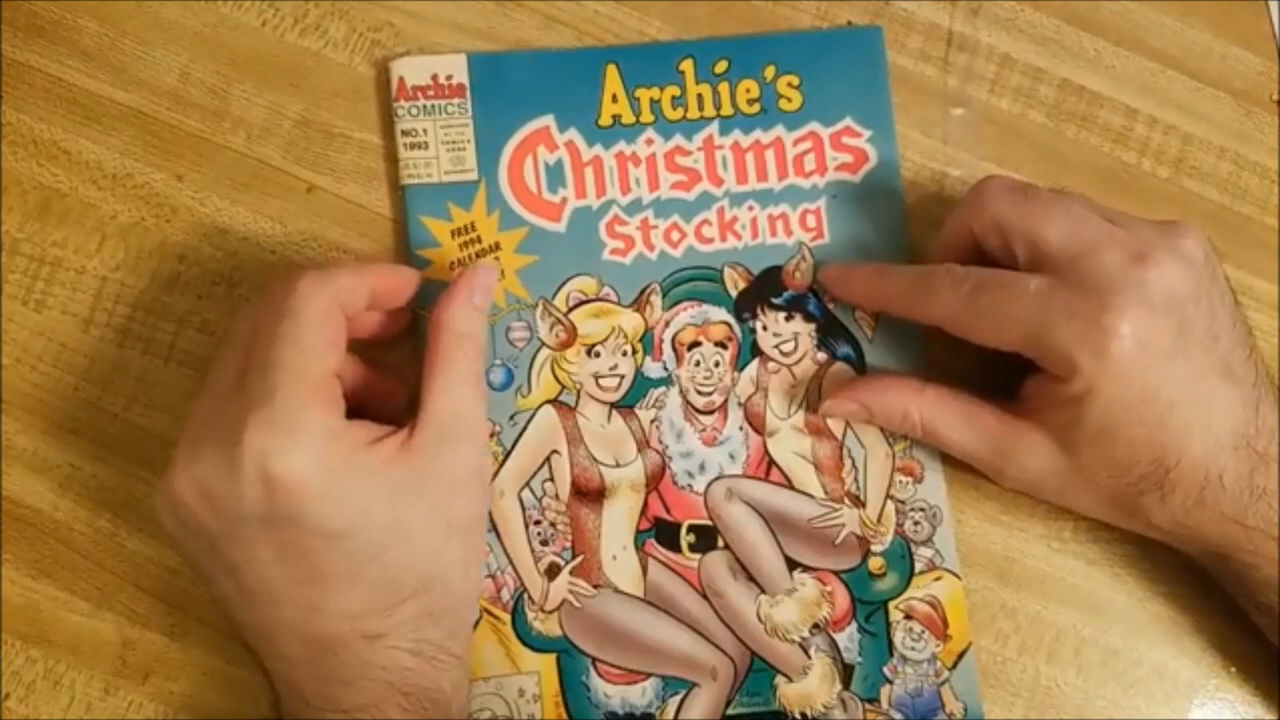 Archie
COMICS
NO.1
1993
Archie's
Christmas
Stocking
FREE
1994
CALENDAR